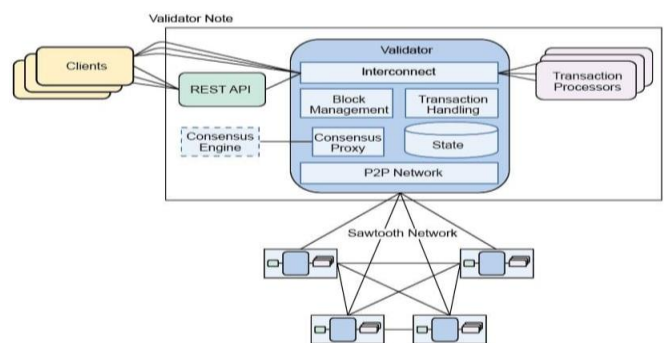 Validator Note
Clients
REST API
Consensus
Engine
Validator
Interconnect
Block
Management
Transaction
Handling
Consensus
Proxy
State
P2P Network
Transaction
Processors
Sawtooth Network